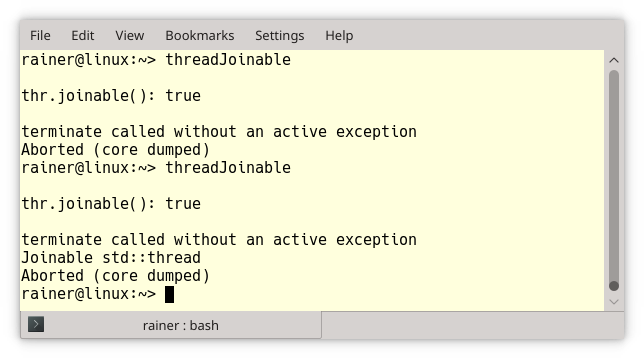 File Edit View Bookmarks Settings Help
rainer@linux:~> threadJoinable
thr.joinable(): true
terminate called without an active exception
Aborted (core dumped)
rainer@linux:~> threadJoinable
thr.joinable(): true
terminate called without an active exception
Joinable std::thread
Aborted (core dumped)
rainer@linux:~>
rainer : bash